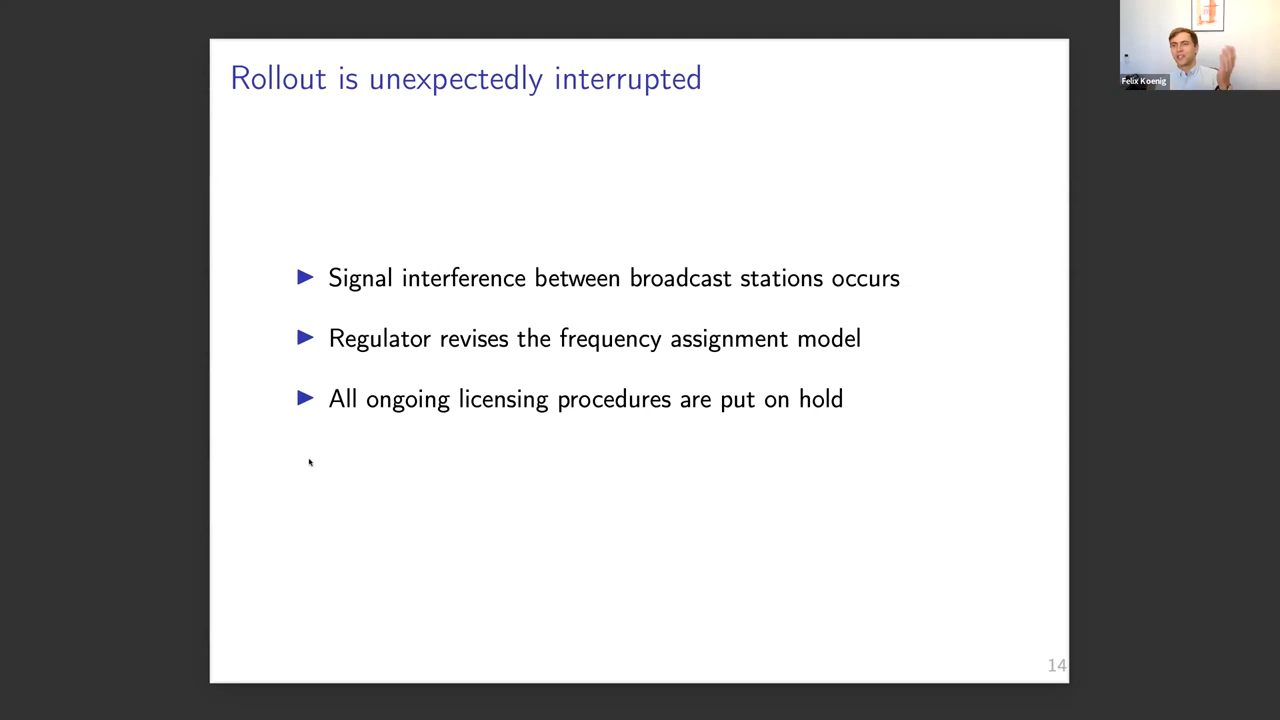 Rollout is unexpectedly interrupted
Felix Koenig
Signal interference between broadcast stations occurs
Regulator revises the frequency assignment model
All ongoing licensing procedures are put on hold
14